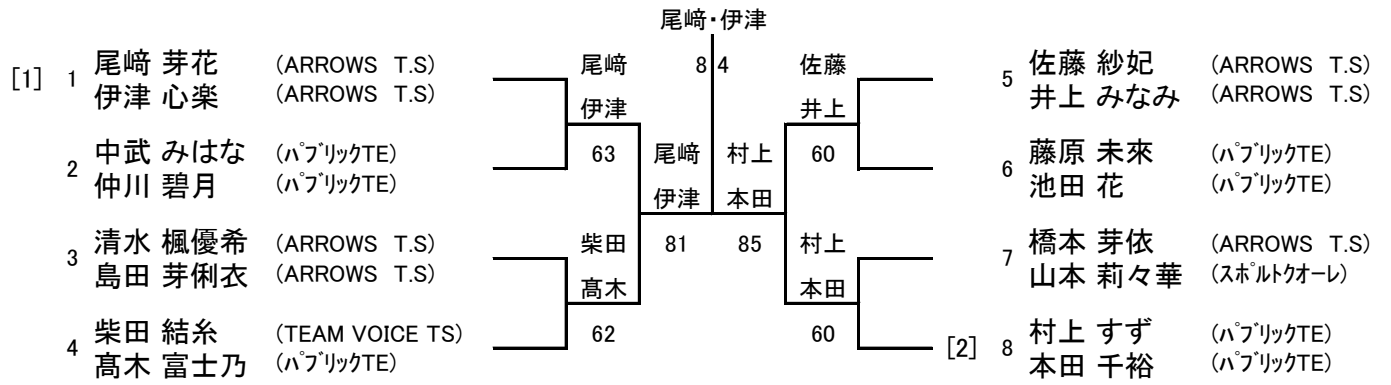 尾﨑・伊津
[1] 1 尾﨑 芽花 (ARROWS T.S)
伊津 心楽 (ARROWS T.S)
2 中武 みはな (ﾊﾟﾌﾞﾘｯｸTE)
仲川 碧月 (ﾊﾟﾌﾞﾘｯｸTE)
3 清水 楓優希 (ARROWS T.S)
島田 芽俐衣 (ARROWS T.S)
4 柴田 結糸 (TEAM VOICE TS)
髙木 富士乃 (ﾊﾟﾌﾞﾘｯｸTE)
尾﨑
伊津
63
柴田
髙木
62
尾﨑
伊津
81
8 4
村上
本田
85
佐藤
井上
60
村上
本田
60
5 佐藤 紗妃 (ARROWS T.S)
井上 みなみ (ARROWS T.S)
6 藤原 未來 (ﾊﾟﾌﾞﾘｯｸTE)
池田 花 (ﾊﾟﾌﾞﾘｯｸTE)
7 橋本 芽依 (ARROWS T.S)
山本 莉々華 (ｽﾎﾟﾙﾄｸオーレ)
[2] 8 村上 すず (ﾊﾟﾌﾞﾘｯｸTE)
本田 千裕 (ﾊﾟﾌﾞﾘｯｸTE)